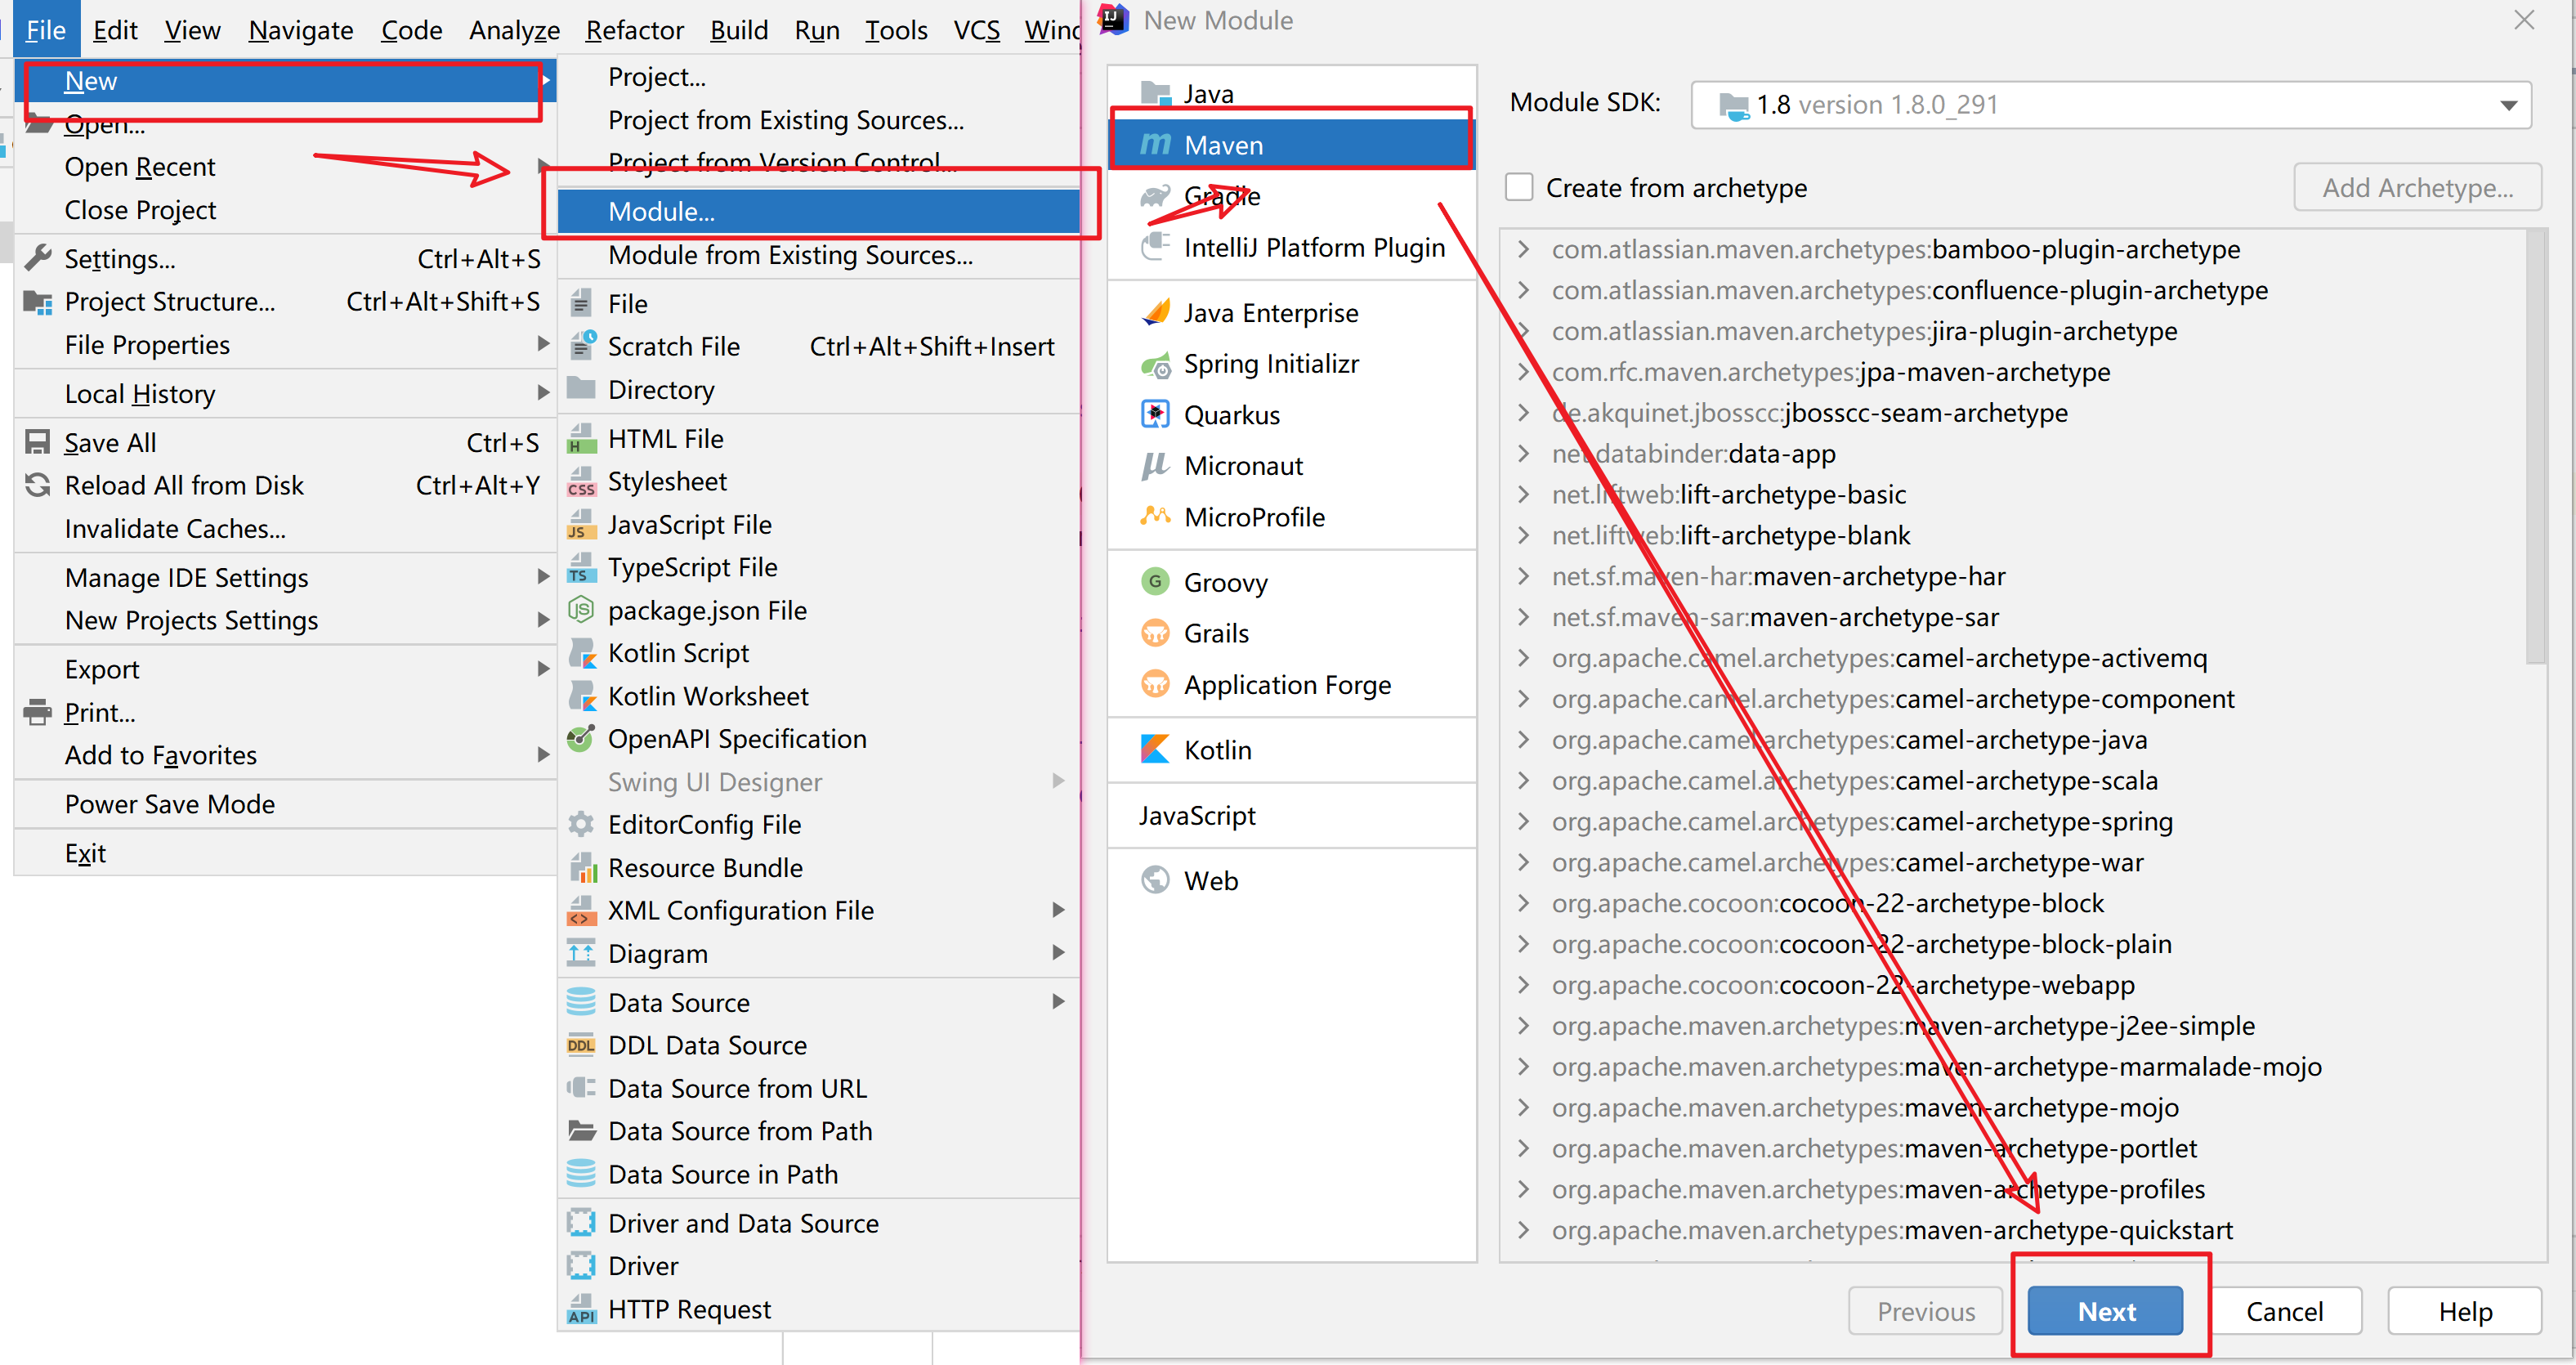 File Edit View Navigate Code Analyze Refactor Build Run Tools VCS Wind
New
Open...
Open Recent
Close Project
Settings... Ctrl+Alt+S
Project Structure... Ctrl+Alt+Shift+S
File Properties
Local History
Save All Ctrl+S
Reload All from Disk Ctrl+Alt+Y
Invalidate Caches...
Manage IDE Settings
New Projects Settings
Export
Print...
Add to Favorites
Power Save Mode
Exit
Project...
Project from Existing Sources...
Project from Version Control...
Module...
Module from Existing Sources...
File
Scratch File Ctrl+Alt+Shift+Insert
Directory
H HTML File
CSS Stylesheet
JS JavaScript File
TS TypeScript File
JS package.json File
Kotlin Script
Kotlin Worksheet
OpenAPI Specification
Swing UI Designer
EditorConfig File
Resource Bundle
<> XML Configuration File
Diagram
Data Source
DDL DDL Data Source
Data Source from URL
Data Source from Path
Data Source in Path
Driver and Data Source
Driver
API HTTP Request
IJ New Module
Java
m Maven
Gradle
IntelliJ Platform Plugin
Java Enterprise
Spring Initializr
Quarkus
μ Micronaut
MicroProfile
G Groovy
Grails
Application Forge
Kotlin
JavaScript
Web
Module SDK: 1.8 version 1.8.0_291
Create from archetype Add Archetype...
com.atlassian.maven.archetypes:bamboo-plugin-archetype
com.atlassian.maven.archetypes:confluence-plugin-archetype
com.atlassian.maven.archetypes:jira-plugin-archetype
com.rfc.maven.archetypes:jpa-maven-archetype
de.akquinet.jbosscc:jbosscc-seam-archetype
net.databinder:data-app
net.liftweb:lift-archetype-basic
net.liftweb:lift-archetype-blank
net.sf.maven-har:maven-archetype-har
net.sf.maven-sar:maven-archetype-sar
org.apache.camel.archetypes:camel-archetype-activemq
org.apache.camel.archetypes:camel-archetype-component
org.apache.camel.archetypes:camel-archetype-java
org.apache.camel.archetypes:camel-archetype-scala
org.apache.camel.archetypes:camel-archetype-spring
org.apache.camel.archetypes:camel-archetype-war
org.apache.cocoon:cocoon-22-archetype-block
org.apache.cocoon:cocoon-22-archetype-block-plain
org.apache.cocoon:cocoon-22-archetype-webapp
org.apache.maven.archetypes:maven-archetype-j2ee-simple
org.apache.maven.archetypes:maven-archetype-marmalade-mojo
org.apache.maven.archetypes:maven-archetype-mojo
org.apache.maven.archetypes:maven-archetype-portlet
org.apache.maven.archetypes:maven-archetype-profiles
org.apache.maven.archetypes:maven-archetype-quickstart
Previous Next Cancel Help